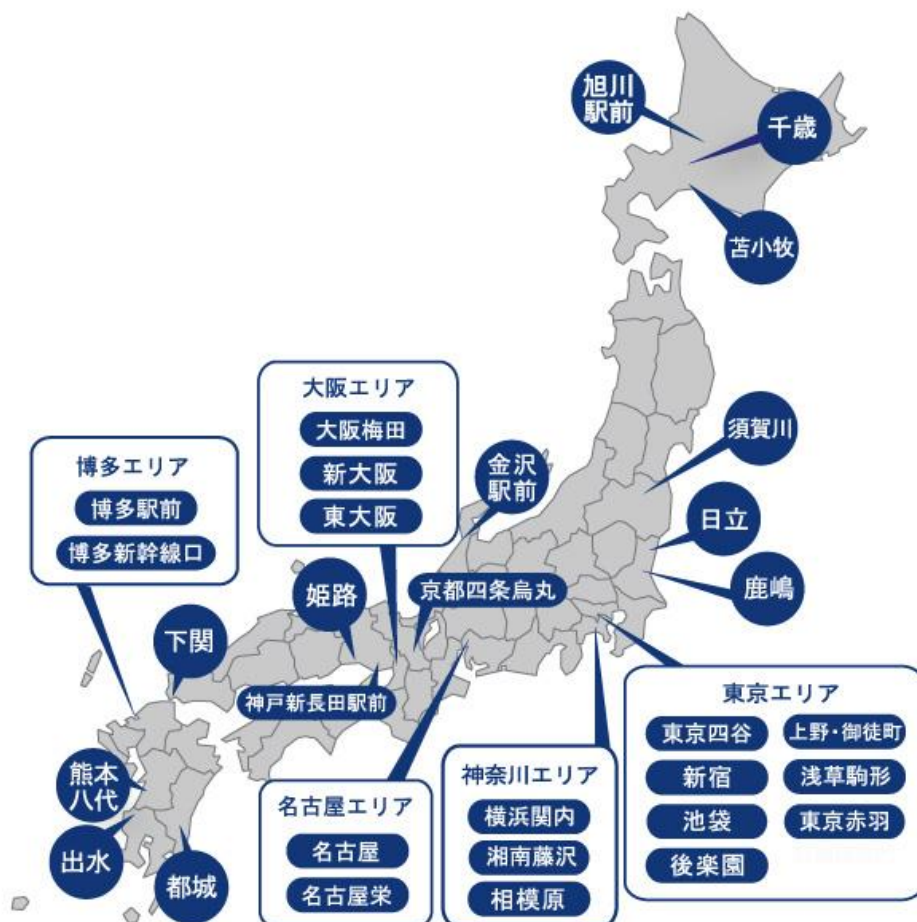 旭川
駅前
千歳
苫小牧
須賀川
日立
鹿嶋
金沢
駅前
大阪エリア
大阪梅田
新大阪
東大阪
博多エリア
博多駅前
博多新幹線口
京都四条烏丸
姫路
下関
神戸新長田駅前
熊本
八代
出水
都城
名古屋エリア
名古屋
名古屋栄
神奈川エリア
横浜関内
湘南藤沢
相模原
東京エリア
東京四谷
上野・御徒町
新宿
浅草駒形
池袋
東京赤羽
後楽園